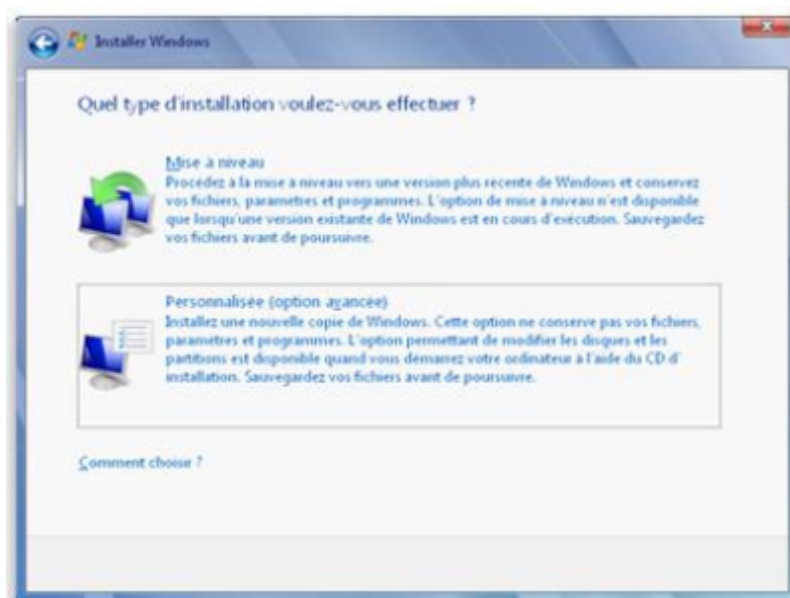 Installer Windows
Quel type d'installation voulez-vous effectuer ?
Mise à niveau
Procédez à la mise à niveau vers une version plus récente de Windows et conservez
vos fichiers, paramètres et programmes. L'option de mise à niveau n'est disponible
que lorsqu'une version existante de Windows est en cours d'exécution. Sauvegardez
vos fichiers avant de poursuivre.
Personnalisée (option avancée)
Installez une nouvelle copie de Windows. Cette option ne conserve pas vos fichiers,
paramètres et programmes. L'option permettant de modifier les disques et les
partitions est disponible quand vous démarrez votre ordinateur à l'aide du CD d'
installation. Sauvegardez vos fichiers avant de poursuivre.
Comment choisir ?